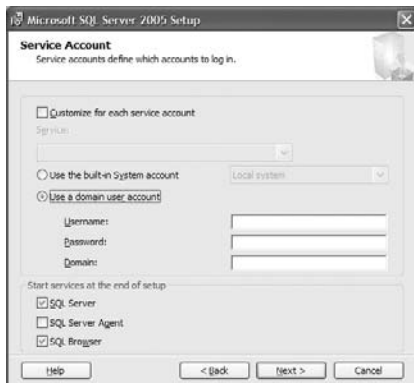 Microsoft SQL Server 2005 Setup
Service Account
Service accounts define which accounts to log in.
Customize for each service account
Service:
Use the built-in System account
Local system
Use a domain user account
Username:
Password:
Domain:
Start services at the end of setup
SQL Server
SQL Server Agent
SQL Browser
Help
< Back
Next >
Cancel